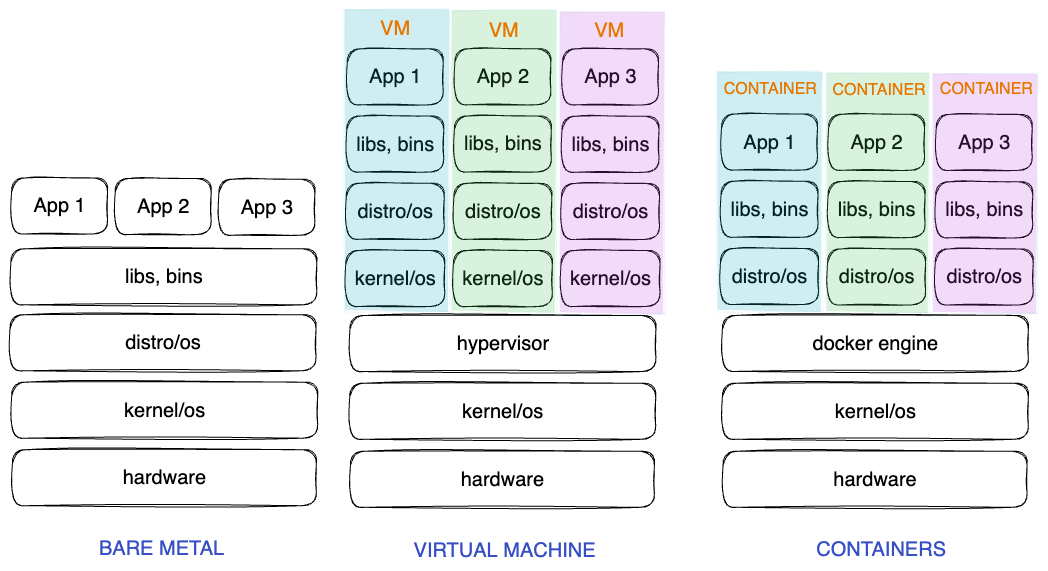 App 1
App 2
App 3
libs, bins
distro/os
kernel/os
hardware
BARE METAL
VM
VM
VM
App 1
App 2
App 3
libs, bins
libs, bins
libs, bins
distro/os
distro/os
distro/os
kernel/os
kernel/os
kernel/os
hypervisor
kernel/os
hardware
VIRTUAL MACHINE
CONTAINER
CONTAINER
CONTAINER
App 1
App 2
App 3
libs, bins
libs, bins
libs, bins
distro/os
distro/os
distro/os
docker engine
kernel/os
hardware
CONTAINERS